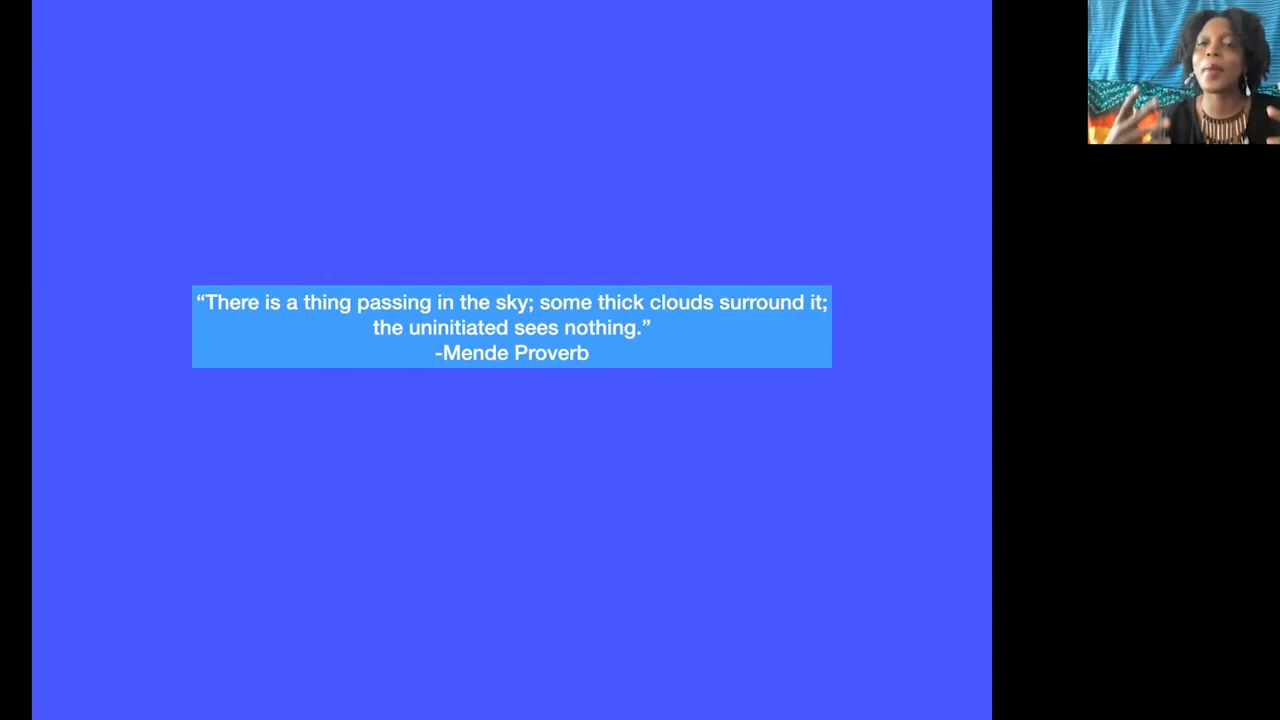 “There is a thing passing in the sky; some thick clouds surround it;
the uninitiated sees nothing.”
-Mende Proverb